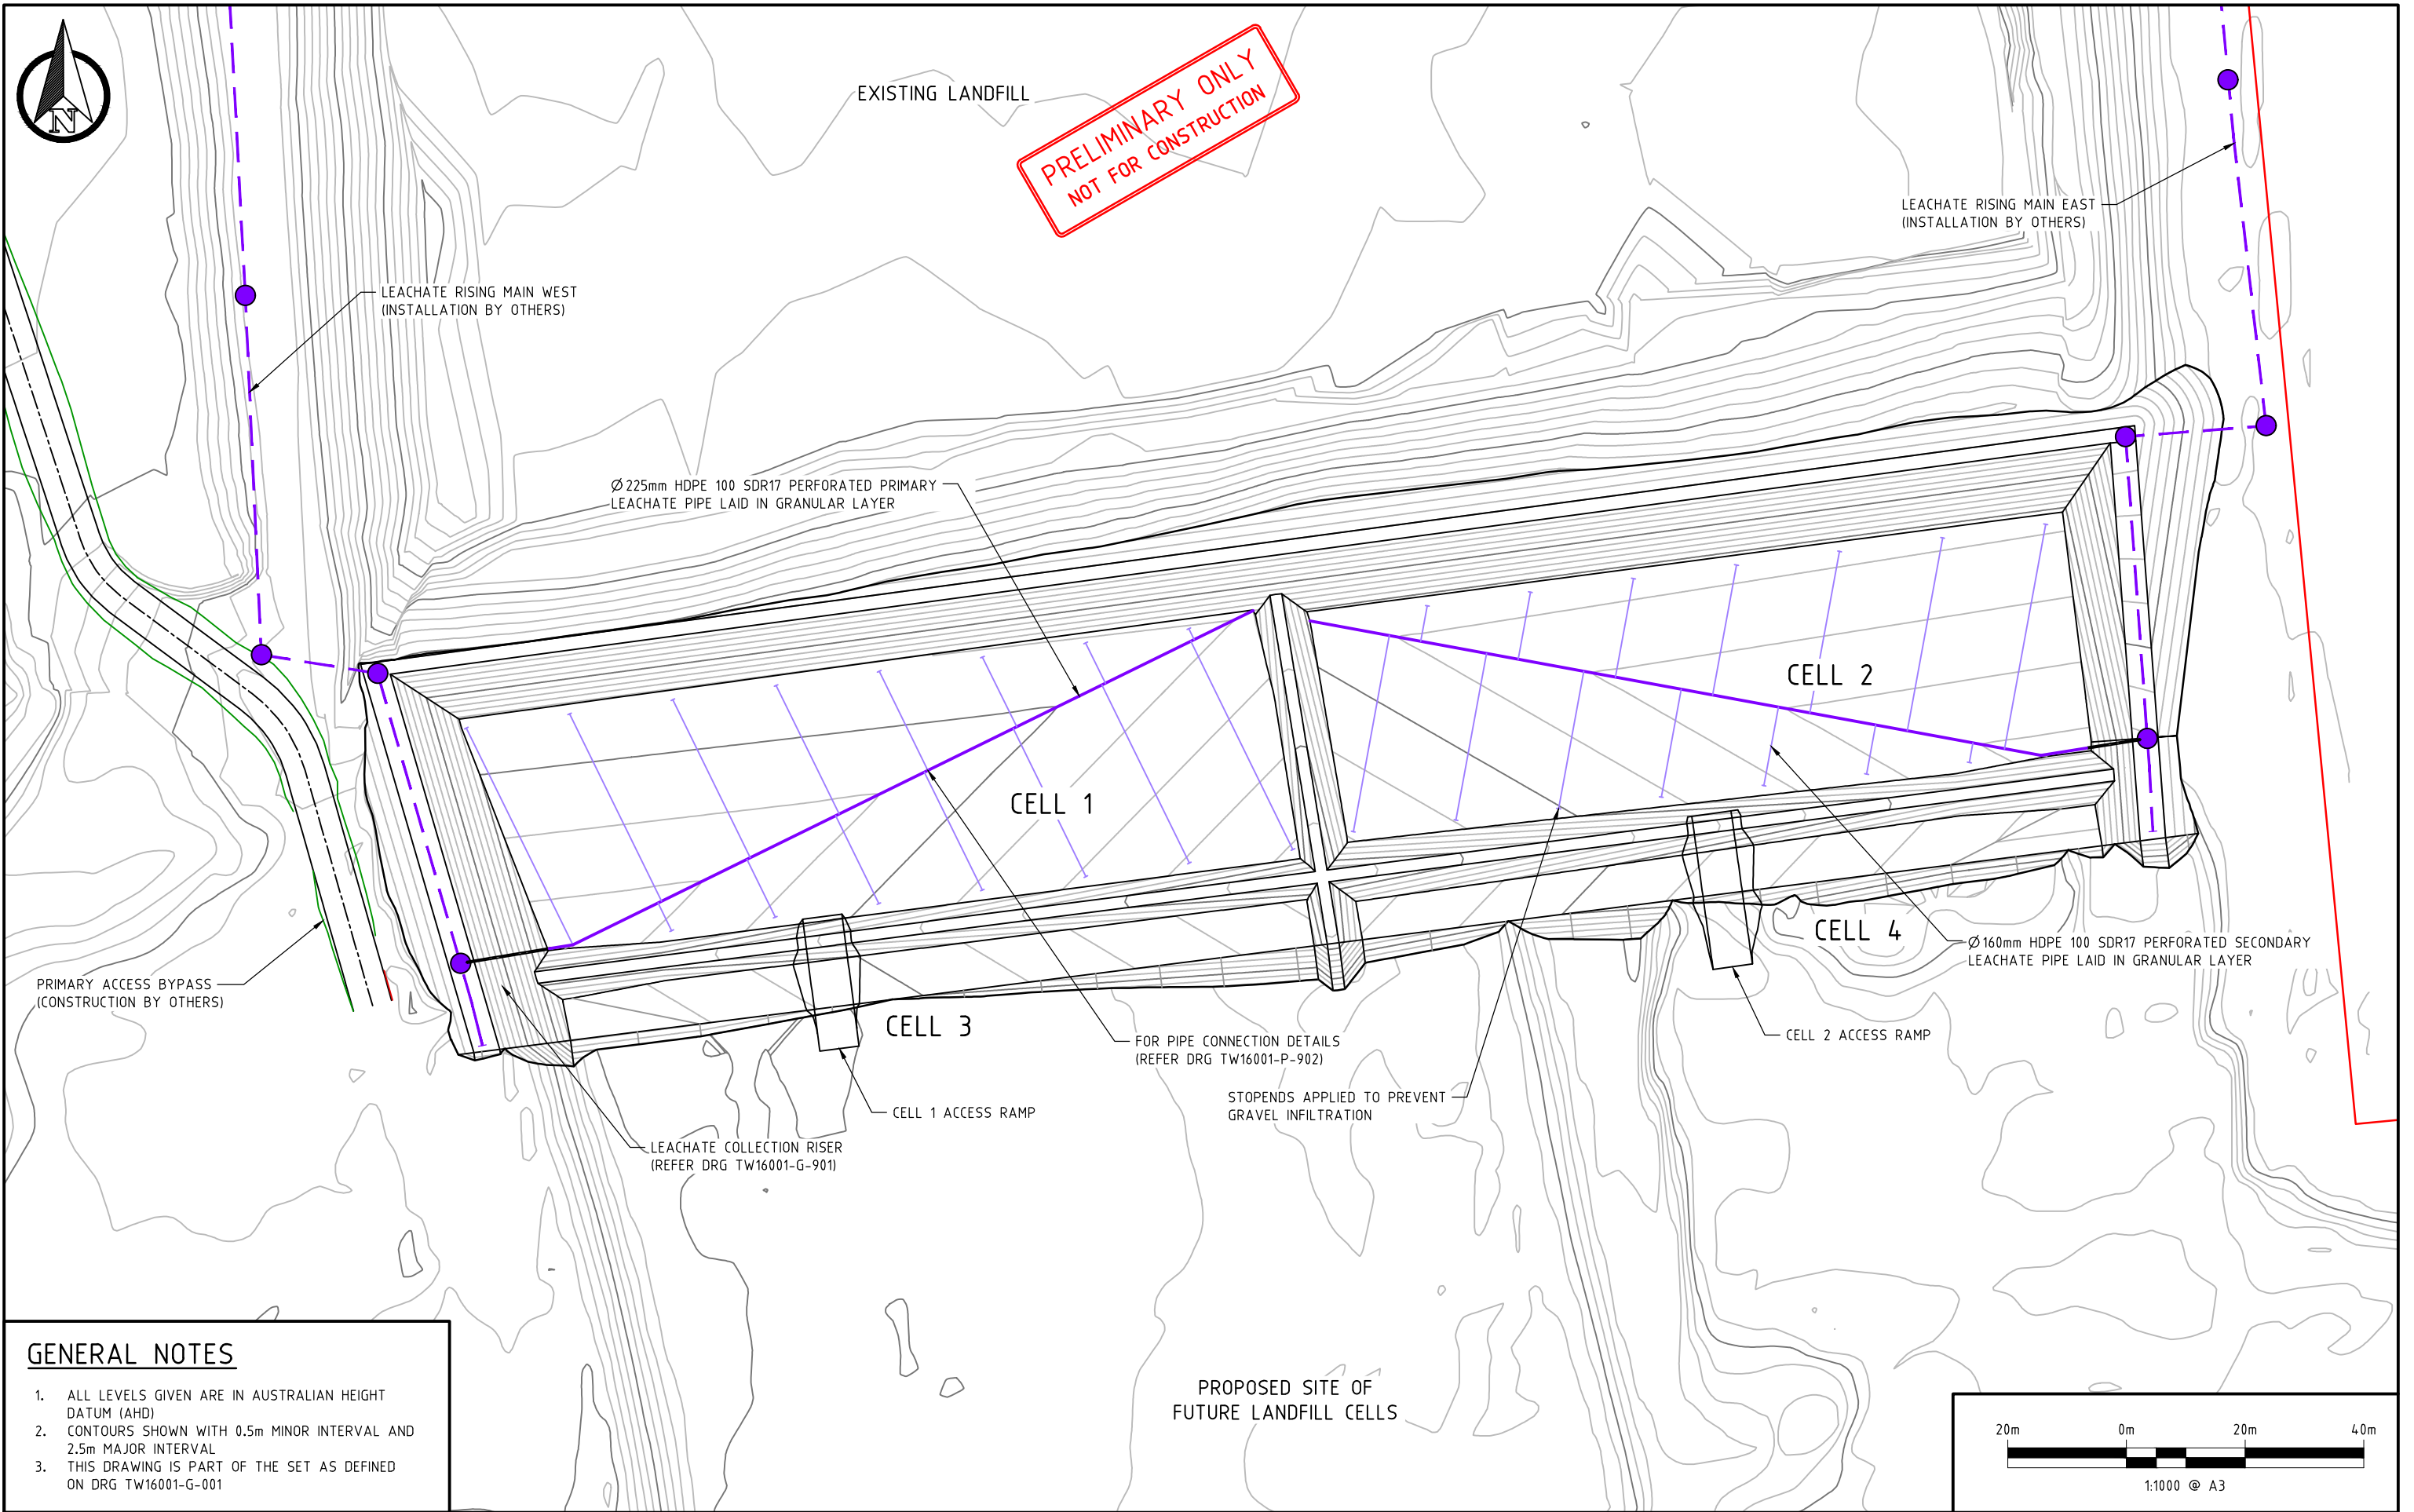 N
EXISTING LANDFILL
PRELIMINARY ONLY
NOT FOR CONSTRUCTION
LEACHATE RISING MAIN EAST
(INSTALLATION BY OTHERS)
LEACHATE RISING MAIN WEST
(INSTALLATION BY OTHERS)
Ø225mm HDPE 100 SDR17 PERFORATED PRIMARY
LEACHATE PIPE LAID IN GRANULAR LAYER
CELL 2
CELL 1
CELL 4
Ø160mm HDPE 100 SDR17 PERFORATED SECONDARY
LEACHATE PIPE LAID IN GRANULAR LAYER
PRIMARY ACCESS BYPASS
(CONSTRUCTION BY OTHERS)
CELL 3
FOR PIPE CONNECTION DETAILS
(REFER DRG TW16001-P-902)
CELL 2 ACCESS RAMP
STOPENDS APPLIED TO PREVENT
GRAVEL INFILTRATION
CELL 1 ACCESS RAMP
LEACHATE COLLECTION RISER
(REFER DRG TW16001-G-901)
GENERAL NOTES
1. ALL LEVELS GIVEN ARE IN AUSTRALIAN HEIGHT
DATUM (AHD)
2. CONTOURS SHOWN WITH 0.5m MINOR INTERVAL AND
2.5m MAJOR INTERVAL
3. THIS DRAWING IS PART OF THE SET AS DEFINED
ON DRG TW16001-G-001
PROPOSED SITE OF
FUTURE LANDFILL CELLS
20m 0m 20m 40m
1:1000 @ A3